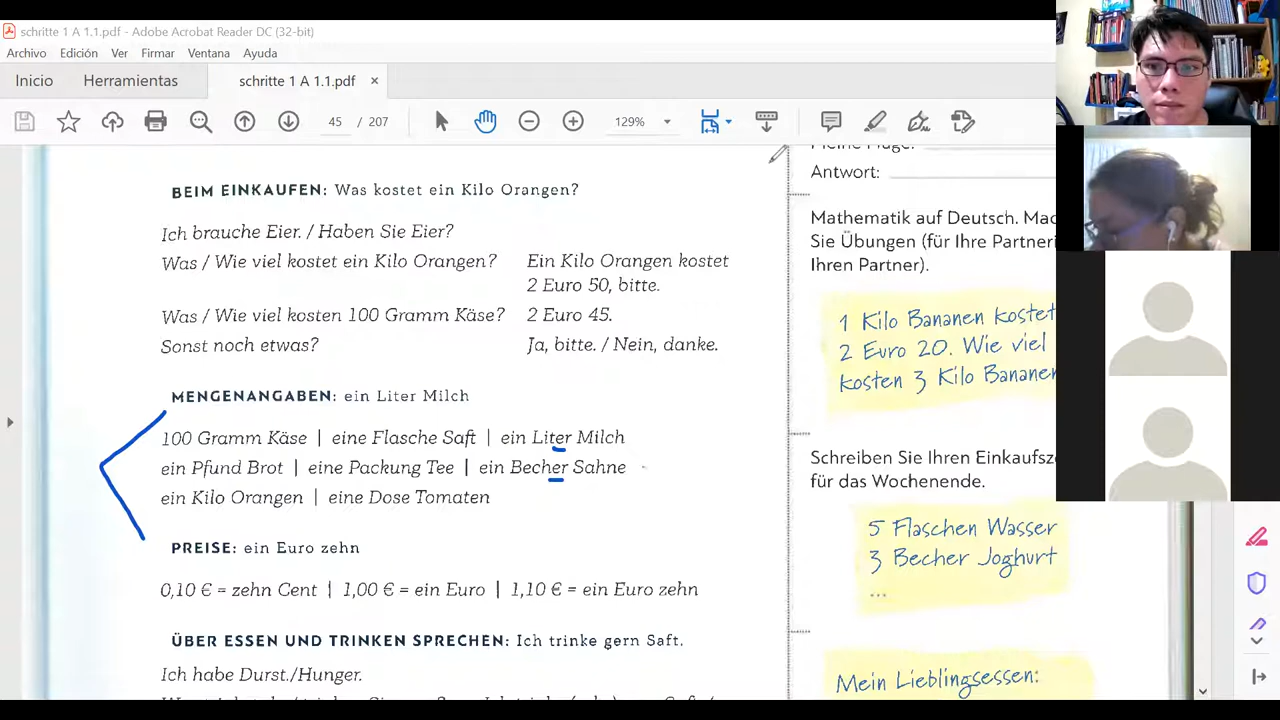 schritte 1 A 1.1.pdf - Adobe Acrobat Reader DC (32-bit)
Archivo Edición Ver Firmar Ventana Ayuda
Inicio Herramientas schritte 1 A 1.1.pdf ×
45 / 207 129%
BEIM EINKAUFEN: Was kostet ein Kilo Orangen?
Ich brauche Eier. / Haben Sie Eier?
Was / Wie viel kostet ein Kilo Orangen? Ein Kilo Orangen kostet
2 Euro 50, bitte.
Was / Wie viel kosten 100 Gramm Käse? 2 Euro 45.
Sonst noch etwas? Ja, bitte. / Nein, danke.
MENGENANGABEN: ein Liter Milch
100 Gramm Käse | eine Flasche Saft | ein Liter Milch
ein Pfund Brot | eine Packung Tee | ein Becher Sahne
ein Kilo Orangen | eine Dose Tomaten
PREISE: ein Euro zehn
0,10 € = zehn Cent | 1,00 € = ein Euro | 1,10 € = ein Euro zehn
ÜBER ESSEN UND TRINKEN SPRECHEN: Ich trinke gern Saft.
Ich habe Durst./Hunger.
Antwort:
Mathematik auf Deutsch. Mac
Sie Übungen (für Ihre Partneri
Ihren Partner).
1 Kilo Bananen kostet
2 Euro 20. Wie viel
kosten 3 Kilo Bananen
Schreiben Sie Ihren Einkaufsz
für das Wochenende.
5 Flaschen Wasser
3 Becher Joghurt
...
Mein Lieblingsessen: